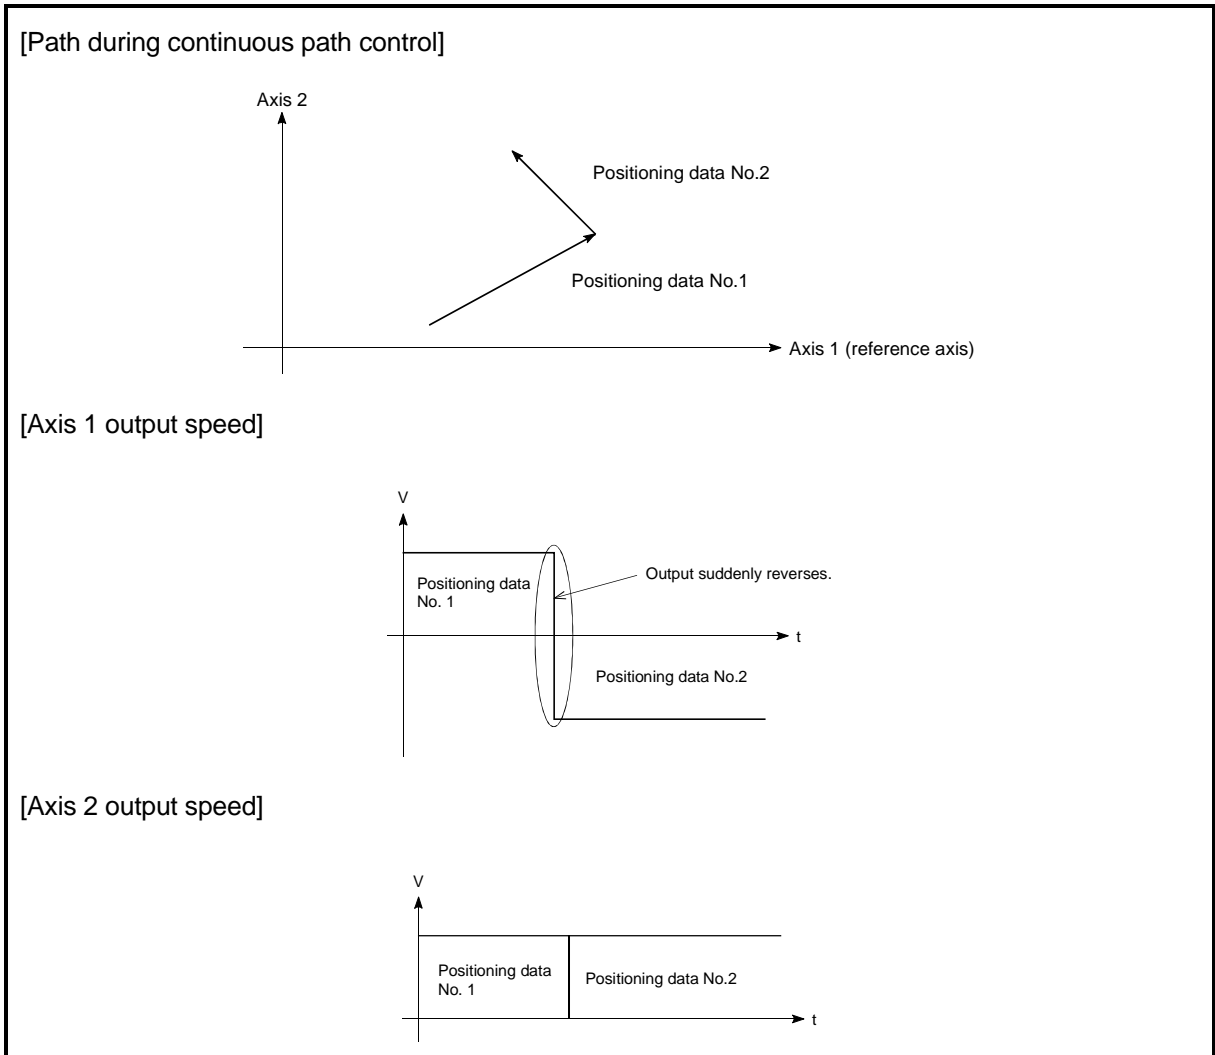 [Path during continuous path control]
Axis 2
Positioning data No.2
Positioning data No.1
Axis 1 (reference axis)
[Axis 1 output speed]
V
Output suddenly reverses.
Positioning data
No. 1
t
Positioning data No.2
[Axis 2 output speed]
V
Positioning data
No. 1
Positioning data No.2
t